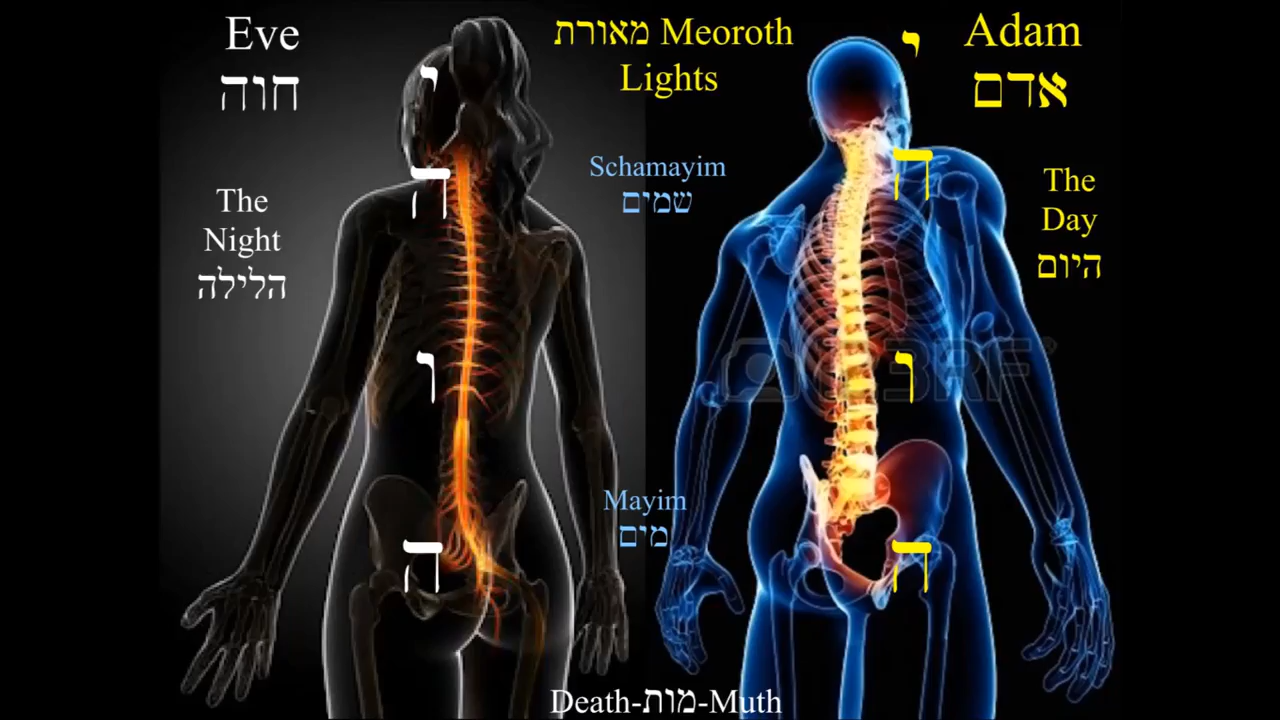 Eve
חוה
מאורת Meoroth
Lights
Adam
אדם
י
י
ה
ה
Schamayim
שמים
The
Night
הלילה
The
Day
היום
ו
ו
Mayim
מים
ה
ה
Death-מות-Muth